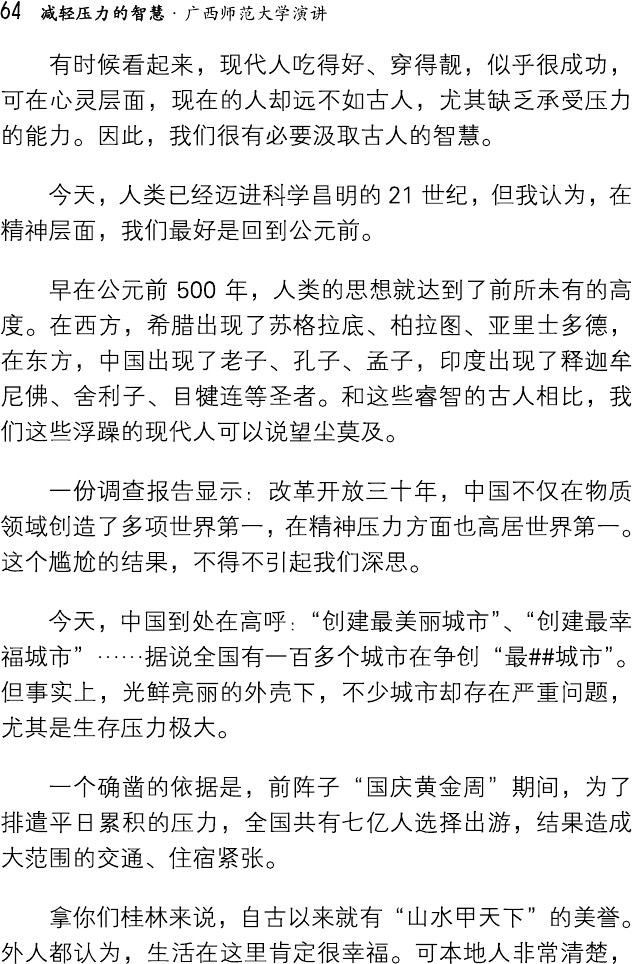 64 减轻压力的智慧·广西师范大学演讲
有时候看起来，现代人吃得好、穿得靓，似乎很成功，
可在心灵层面，现在的人却远不如古人，尤其缺乏承受压力
的能力。因此，我们很有必要汲取古人的智慧。
今天，人类已经迈进科学昌明的 21 世纪，但我认为，在
精神层面，我们最好是回到公元前。
早在公元前 500 年，人类的思想就达到了前所未有的高
度。在西方，希腊出现了苏格拉底、柏拉图、亚里士多德，
在东方，中国出现了老子、孔子、孟子，印度出现了释迦牟
尼佛、舍利子、目犍连等圣者。和这些睿智的古人相比，我
们这些浮躁的现代人可以说望尘莫及。
一份调查报告显示：改革开放三十年，中国不仅在物质
领域创造了多项世界第一，在精神压力方面也高居世界第一。
这个尴尬的结果，不得不引起我们深思。
今天，中国到处在高呼：“创建最美丽城市”、“创建最幸
福城市”……据说全国有一百多个城市在争创“最##城市”。
但事实上，光鲜亮丽的外壳下，不少城市却存在严重问题，
尤其是生存压力极大。
一个确凿的依据是，前阵子“国庆黄金周”期间，为了
排遣平日累积的压力，全国共有七亿人选择出游，结果造成
大范围的交通、住宿紧张。
拿你们桂林来说，自古以来就有“山水甲天下”的美誉。
外人都认为，生活在这里肯定很幸福。可本地人非常清楚，